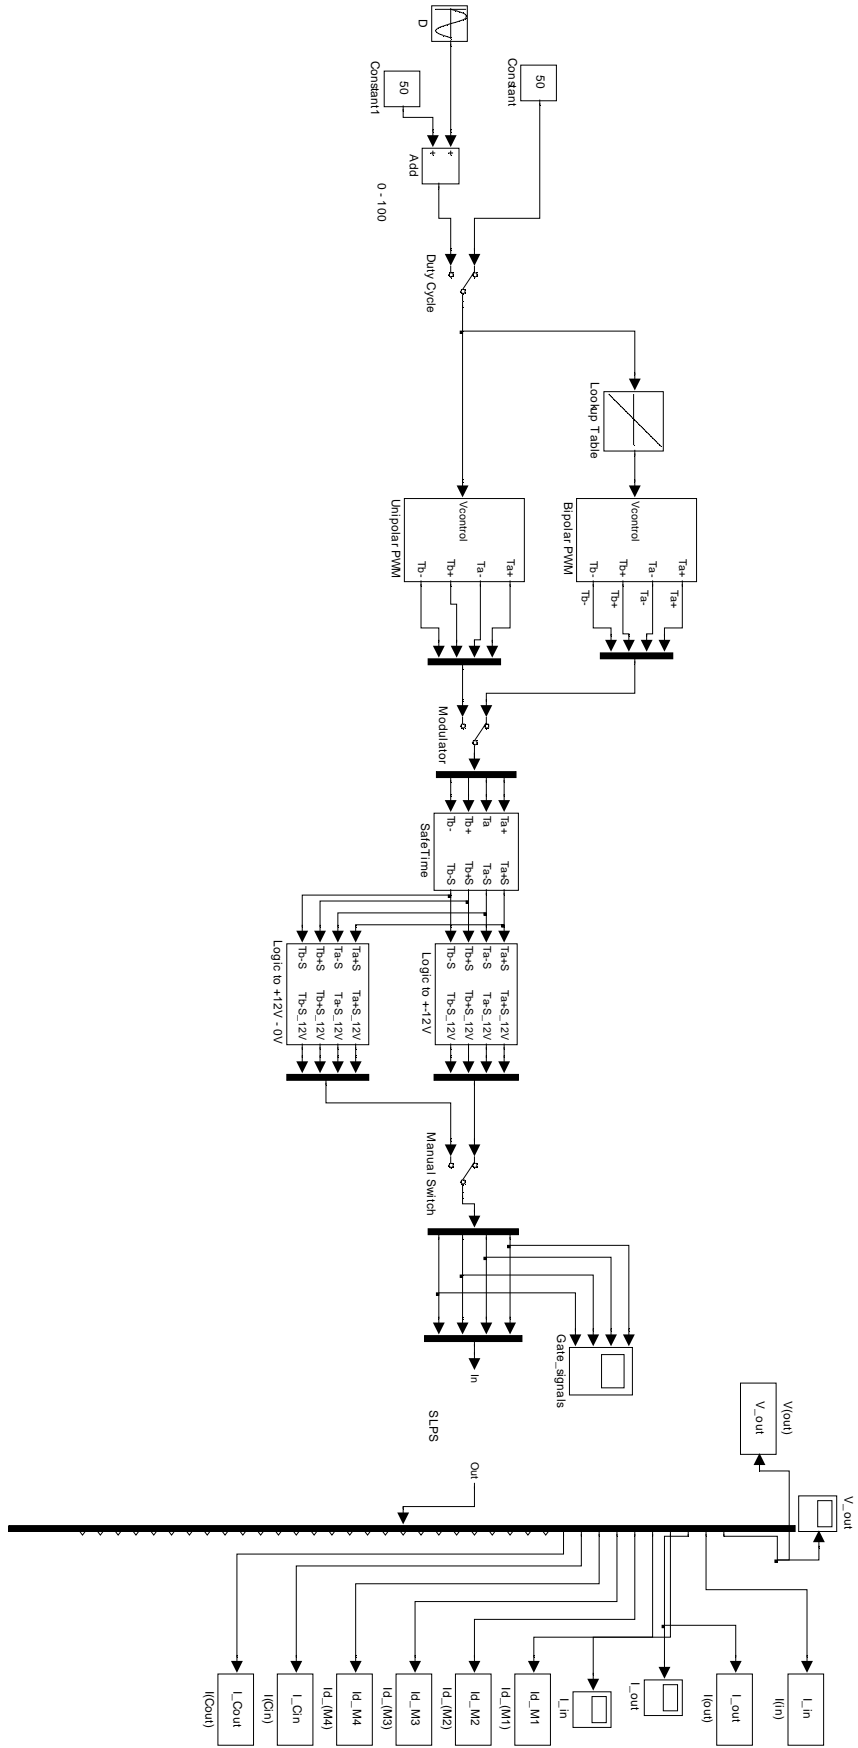 D
50
Constant1
50
Constant
Add
0 - 100
Duty Cycle
Lookup Table
Vcontrol
Ta+
Ta-
Tb+
Tb-
Bipolar PWM
Ta+
Ta-
Tb+
Tb-
Vcontrol
Ta+
Ta-
Tb+
Tb-
Unipolar PWM
Modulator
Ta+
Ta
Tb+
Tb-
Ta+S
Ta-S
Tb+S
Tb-S
SafeTime
Ta+S
Ta-S
Tb+S
Tb-S
Ta+S_12V
Ta-S_12V
Tb+S_12V
Tb-S_12V
Logic to +-12V
Ta+S
Ta-S
Tb+S
Tb-S
Ta+S_12V
Ta-S_12V
Tb+S_12V
Tb-S_12V
Logic to +12V - 0V
Manual Switch
Gate_signals
In
SLPS
Out
V_out
V(out)
V_out
I_in
I(in)
I_out
I(out)
I_out
I_in
Id_M1
Id_(M1)
Id_M2
Id_(M2)
Id_M3
Id_(M3)
Id_M4
Id_(M4)
I_Cin
I(Cin)
I_Cout
I(Cout)